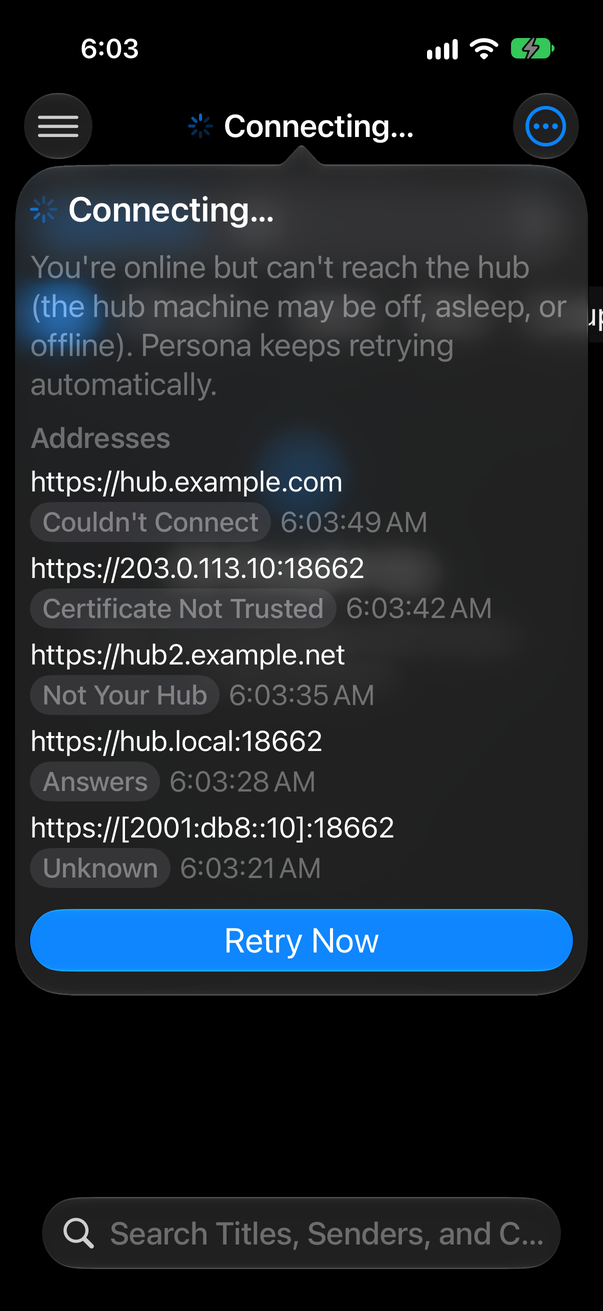 6:03
Connecting...
Connecting...
You're online but can't reach the hub
(the hub machine may be off, asleep, or
offline). Persona keeps retrying
automatically.
Addresses
https://hub.example.com
Couldn't Connect 6:03:49 AM
https://203.0.113.10:18662
Certificate Not Trusted 6:03:42 AM
https://hub2.example.net
Not Your Hub 6:03:35 AM
https://hub.local:18662
Answers 6:03:28 AM
https://[2001:db8::10]:18662
Unknown 6:03:21 AM
Retry Now
Search Titles, Senders, and C...